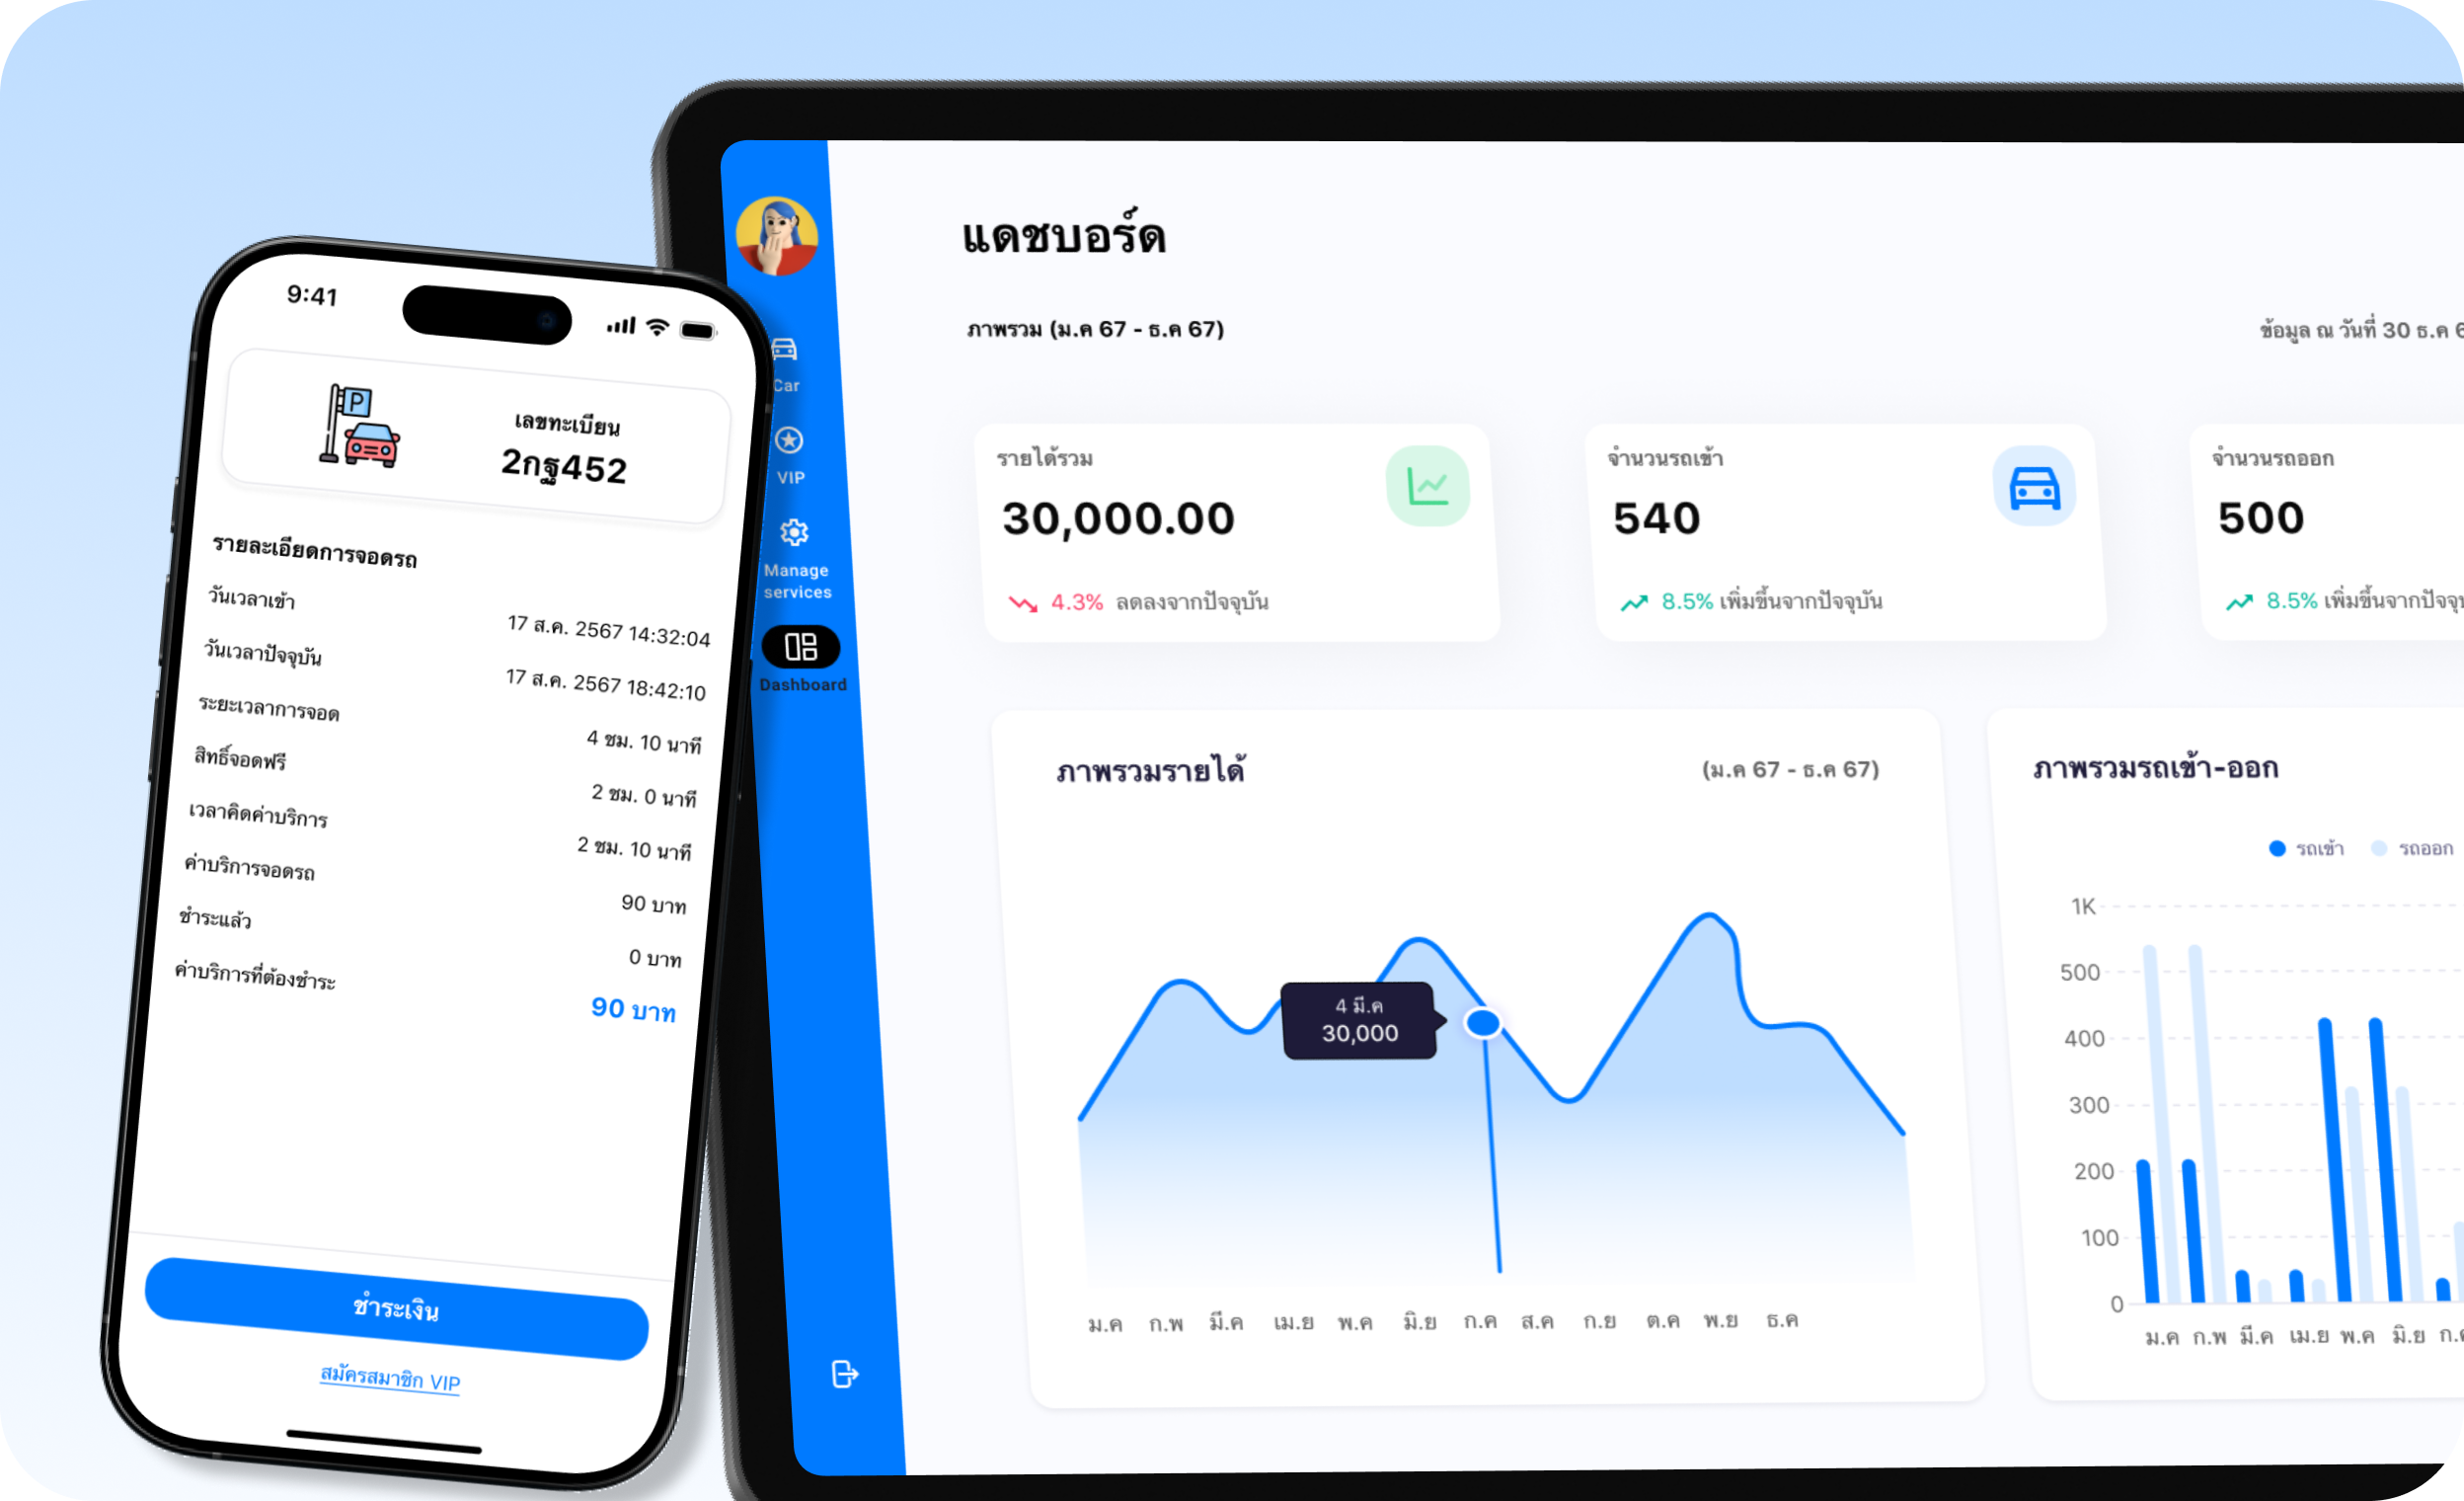 9:41
P
เลขทะเบียน
2กฐ452
รายละเอียดการจอดรถ
วันเวลาเข้า
17 ส.ค. 2567 14:32:04
วันเวลาปัจจุบัน
17 ส.ค. 2567 18:42:10
ระยะเวลาการจอด
4 ชม. 10 นาที
สิทธิ์จอดฟรี
2 ชม. 0 นาที
เวลาคิดค่าบริการ
2 ชม. 10 นาที
ค่าบริการจอดรถ
90 บาท
ชำระแล้ว
0 บาท
ค่าบริการที่ต้องชำระ
90 บาท
ชำระเงิน
สมัครสมาชิก VIP
Car
VIP
Manage
services
Dashboard
แดชบอร์ด
ภาพรวม (ม.ค 67 - ธ.ค 67)
ข้อมูล ณ วันที่ 30 ธ.ค
รายได้รวม
30,000.00
4.3% ลดลงจากปัจจุบัน
จำนวนรถเข้า
540
8.5% เพิ่มขึ้นจากปัจจุบัน
จำนวนรถออก
500
8.5% เพิ่มขึ้นจากปัจจุ
ภาพรวมรายได้
(ม.ค 67 - ธ.ค 67)
4 มี.ค
30,000
ม.ค ก.พ มี.ค เม.ย พ.ค มิ.ย ก.ค ส.ค ก.ย ต.ค พ.ย ธ.ค
ภาพรวมรถเข้า-ออก
รถเข้า รถออก
1K
500
400
300
200
100
0
ม.ค ก.พ มี.ค เม.ย พ.ค มิ.ย ก.ค